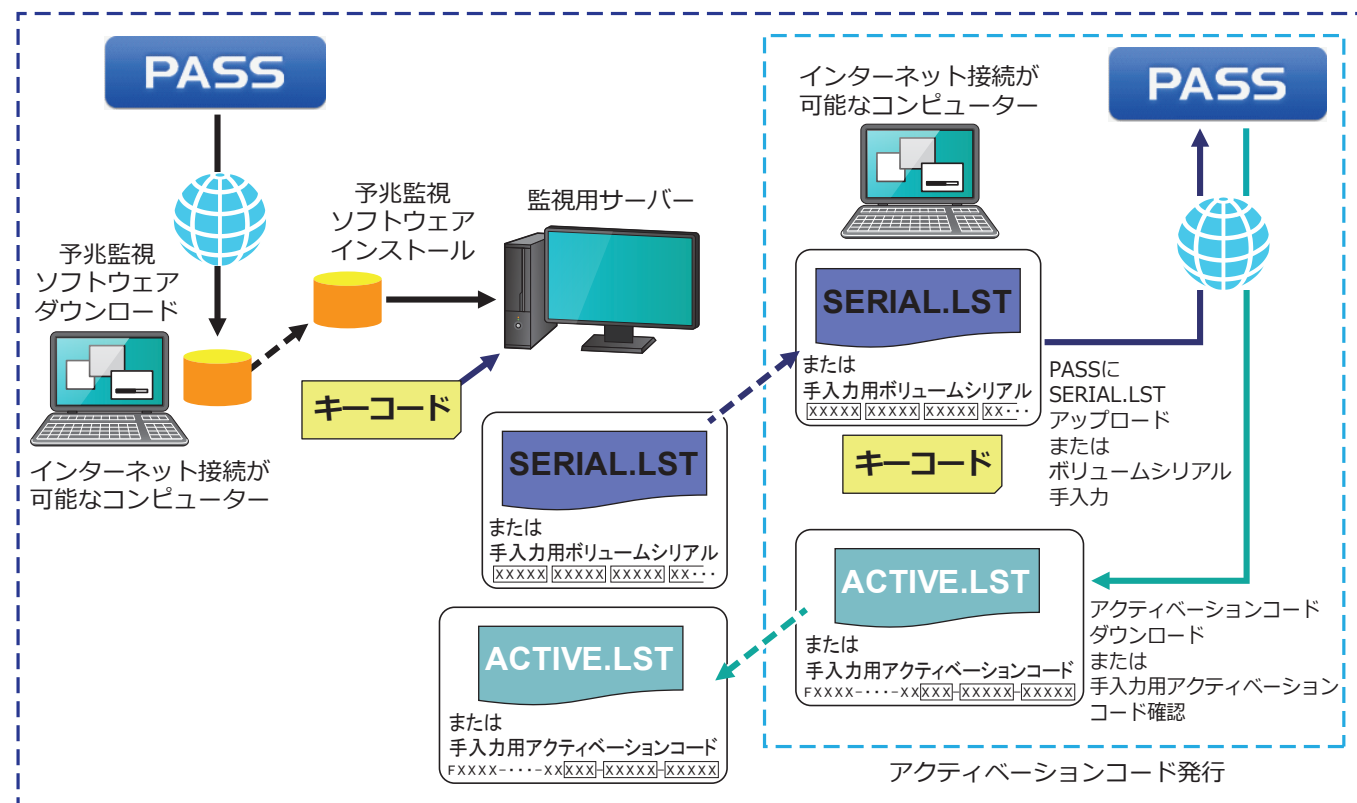 PASS
予兆監視
ソフトウェア
ダウンロード
インターネット接続が
可能なコンピューター
予兆監視
ソフトウェア
インストール
監視用サーバー
キーコード
SERIAL.LST
または
手入力用ボリュームシリアル
XXXXX XXXXX XXXXX XX···
ACTIVE.LST
または
手入力用アクティベーションコード
FXXXX-···-XXXXX-XXXXX-XXXXX
インターネット接続が
可能なコンピューター
PASS
SERIAL.LST
または
手入力用ボリュームシリアル
XXXXX XXXXX XXXXX XX···
キーコード
PASSに
SERIAL.LST
アップロード
または
ボリュームシリアル
手入力
ACTIVE.LST
または
手入力用アクティベーションコード
FXXXX-···-XXXXX-XXXXX-XXXXX
アクティベーションコード
ダウンロード
または
手入力用アクティベーション
コード確認
アクティベーションコード発行